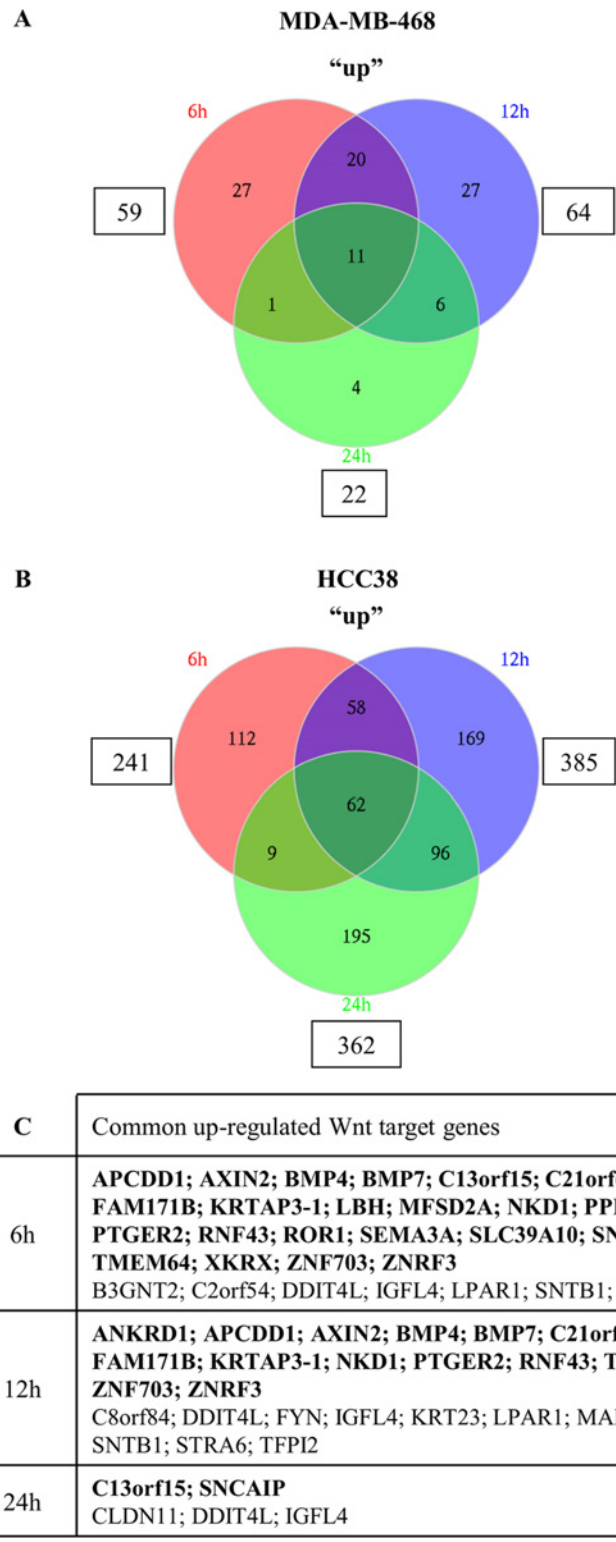 A
MDA-MB-468
“up”
6h
12h
20
27
27
59
64
11
1
6
4
24h
22
B
HCC38
“up”
6h
12h
58
112
169
241
385
62
9
96
195
24h
362
C
Common up-regulated Wnt target genes
6h
APCDD1; AXIN2; BMP4; BMP7; C13orf15;
FAM171B; KRTAP3-1; LBH; MFSD2A; NKD1;
PTGER2; RNF43; ROR1; SEMA3A; SLC39A10;
TMEM64; XKRX; ZNF703; ZNRF3
B3GNT2; C2orf54; DDIT4L; IGFL4; LPAR1; SNTB1;
12h
ANKRD1; APCDD1; AXIN2; BMP4; BMP7;
FAM171B; KRTAP3-1; NKD1; PTGER2; RNF43;
ZNF703; ZNRF3
C8orf84; DDIT4L; FYN; IGFL4; KRT23; LPAR1;
SNTB1; STRA6; TFPI2
24h
C13orf15; SNCAIP
CLDN11; DDIT4L; IGFL4